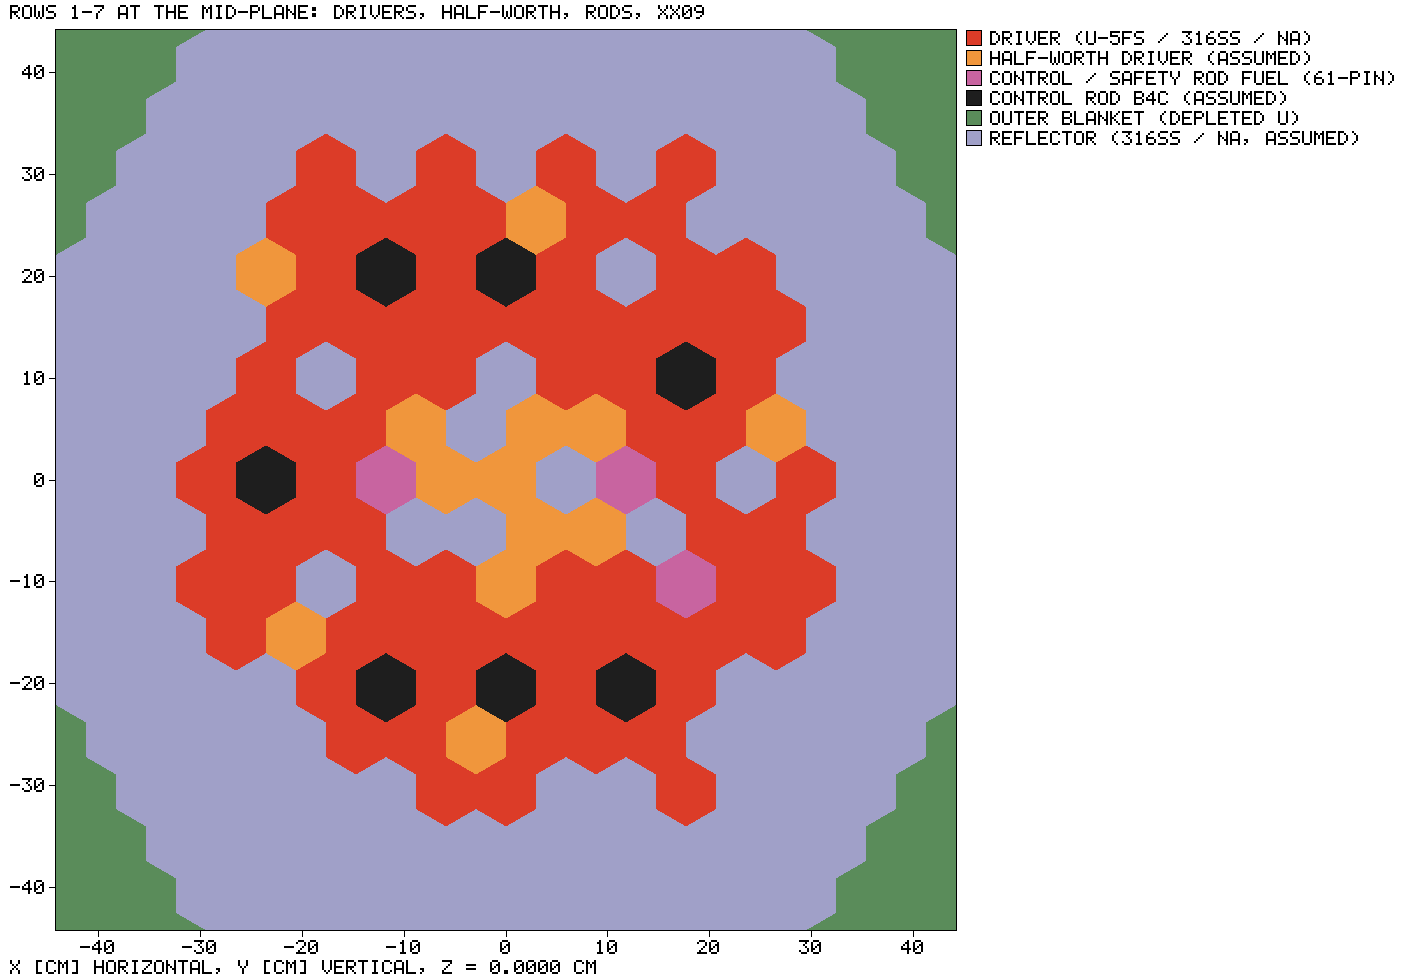 ROWS 1-7 AT THE MID-PLANE: DRIVERS, HALF-WORTH, RODS, XX09
DRIVER (U-5FS / 316SS / NA)
HALF-WORTH DRIVER (ASSUMED)
CONTROL / SAFETY ROD FUEL (61-PIN)
CONTROL ROD B4C (ASSUMED)
OUTER BLANKET (DEPLETED U)
REFLECTOR (316SS / NA, ASSUMED)
40
30
20
10
0
-10
-20
-30
-40
-40 -30 -20 -10 0 10 20 30 40
X [CM] HORIZONTAL, Y [CM] VERTICAL, Z = 0.0000 CM